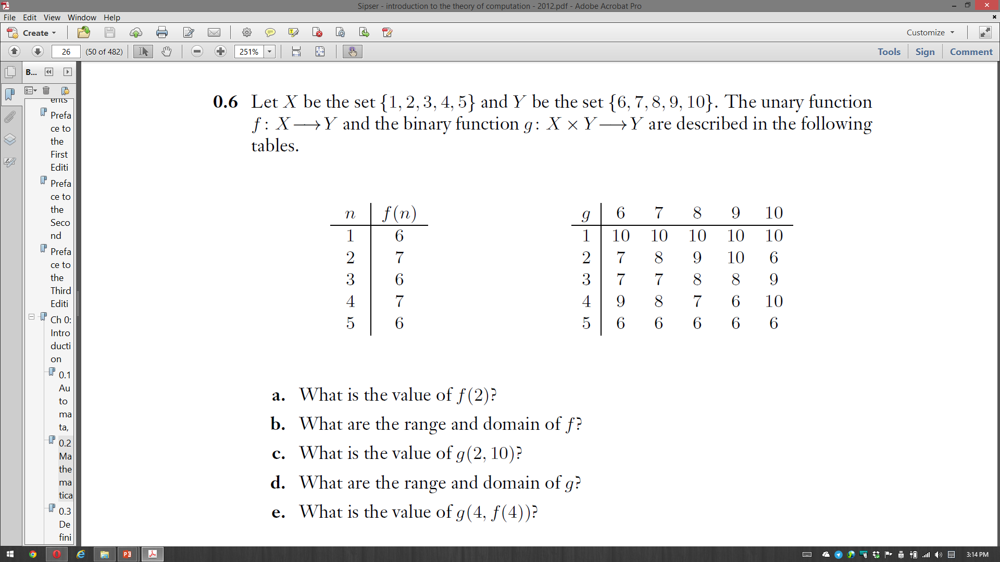 Sipser - introduction to the theory of computation - 2012.pdf - Adobe Acrobat Pro
File Edit View Window Help
Create Customize
26 (50 of 482) 251% Tools Sign Comment
B...
ents
Prefa
ce to
the
First
Editi
Prefa
ce to
the
Seco
nd
Prefa
ce to
the
Third
Editi
Ch 0:
Intro
ducti
on
0.1
Au
to
ma
ta,
0.2
Ma
the
ma
tica
0.3
De
fini
0.6 Let X be the set {1, 2, 3, 4, 5} and Y be the set {6, 7, 8, 9, 10}. The unary function
f : X⟶Y and the binary function g : X × Y⟶Y are described in the following
tables.
n f(n)
1 6
2 7
3 6
4 7
5 6
g 6 7 8 9 10
1 10 10 10 10 10
2 7 8 9 10 6
3 7 7 8 8 9
4 9 8 7 6 10
5 6 6 6 6 6
a. What is the value of f(2)?
b. What are the range and domain of f?
c. What is the value of g(2, 10)?
d. What are the range and domain of g?
e. What is the value of g(4, f(4))?
3:14 PM